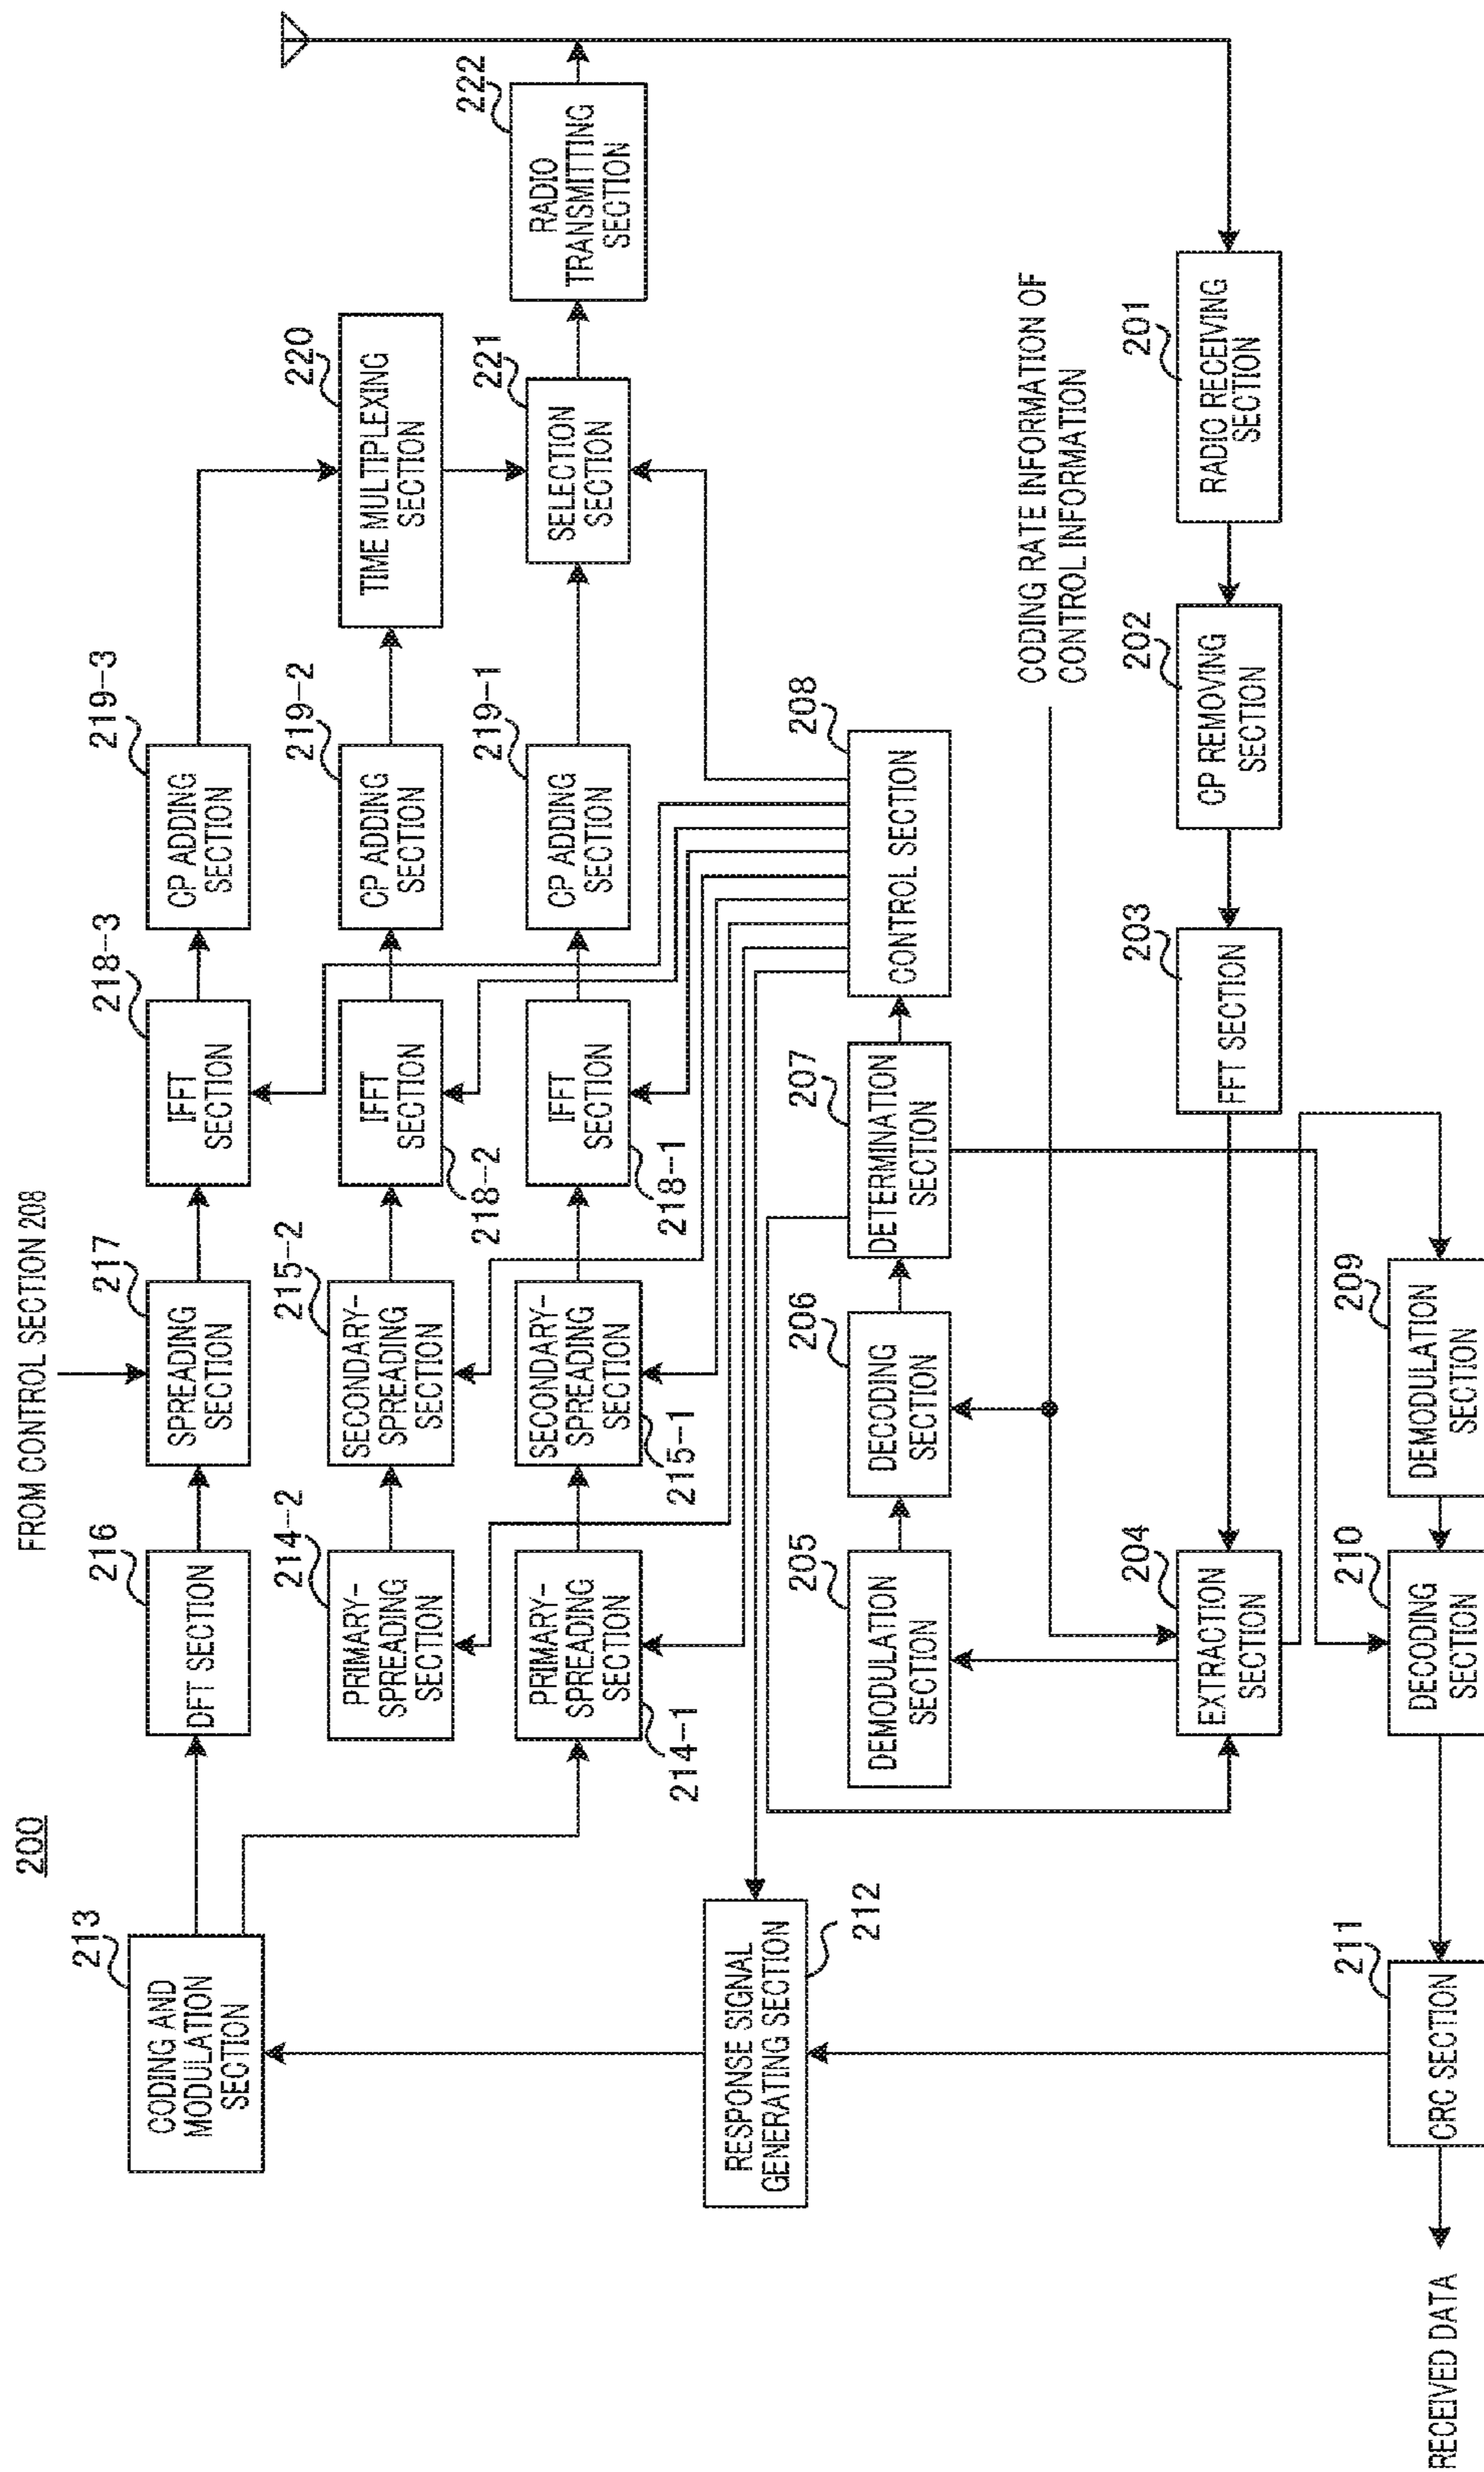 200
FROM CONTROL SECTION 208
213
CODING AND
MODULATION
SECTION
216
DFT SECTION
217
SPREADING
SECTION
218-3
IFFT
SECTION
219-3
CP ADDING
SECTION
214-2
PRIMARY-
SPREADING
SECTION
215-2
SECONDARY-
SPREADING
SECTION
218-2
IFFT
SECTION
219-2
CP ADDING
SECTION
220
TIME MULTIPLEXING
SECTION
214-1
PRIMARY-
SPREADING
SECTION
215-1
SECONDARY-
SPREADING
SECTION
218-1
IFFT
SECTION
219-1
CP ADDING
SECTION
221
SELECTION
SECTION
222
RADIO
TRANSMITTING
SECTION
212
RESPONSE SIGNAL
GENERATING SECTION
205
DEMODULATION
SECTION
206
DECODING
SECTION
207
DETERMINATION
SECTION
208
CONTROL SECTION
CODING RATE INFORMATION OF
CONTROL INFORMATION
204
EXTRACTION
SECTION
203
FFT SECTION
202
CP REMOVING
SECTION
201
RADIO RECEIVING
SECTION
211
CRC SECTION
210
DECODING
SECTION
209
DEMODULATION
SECTION
RECEIVED DATA